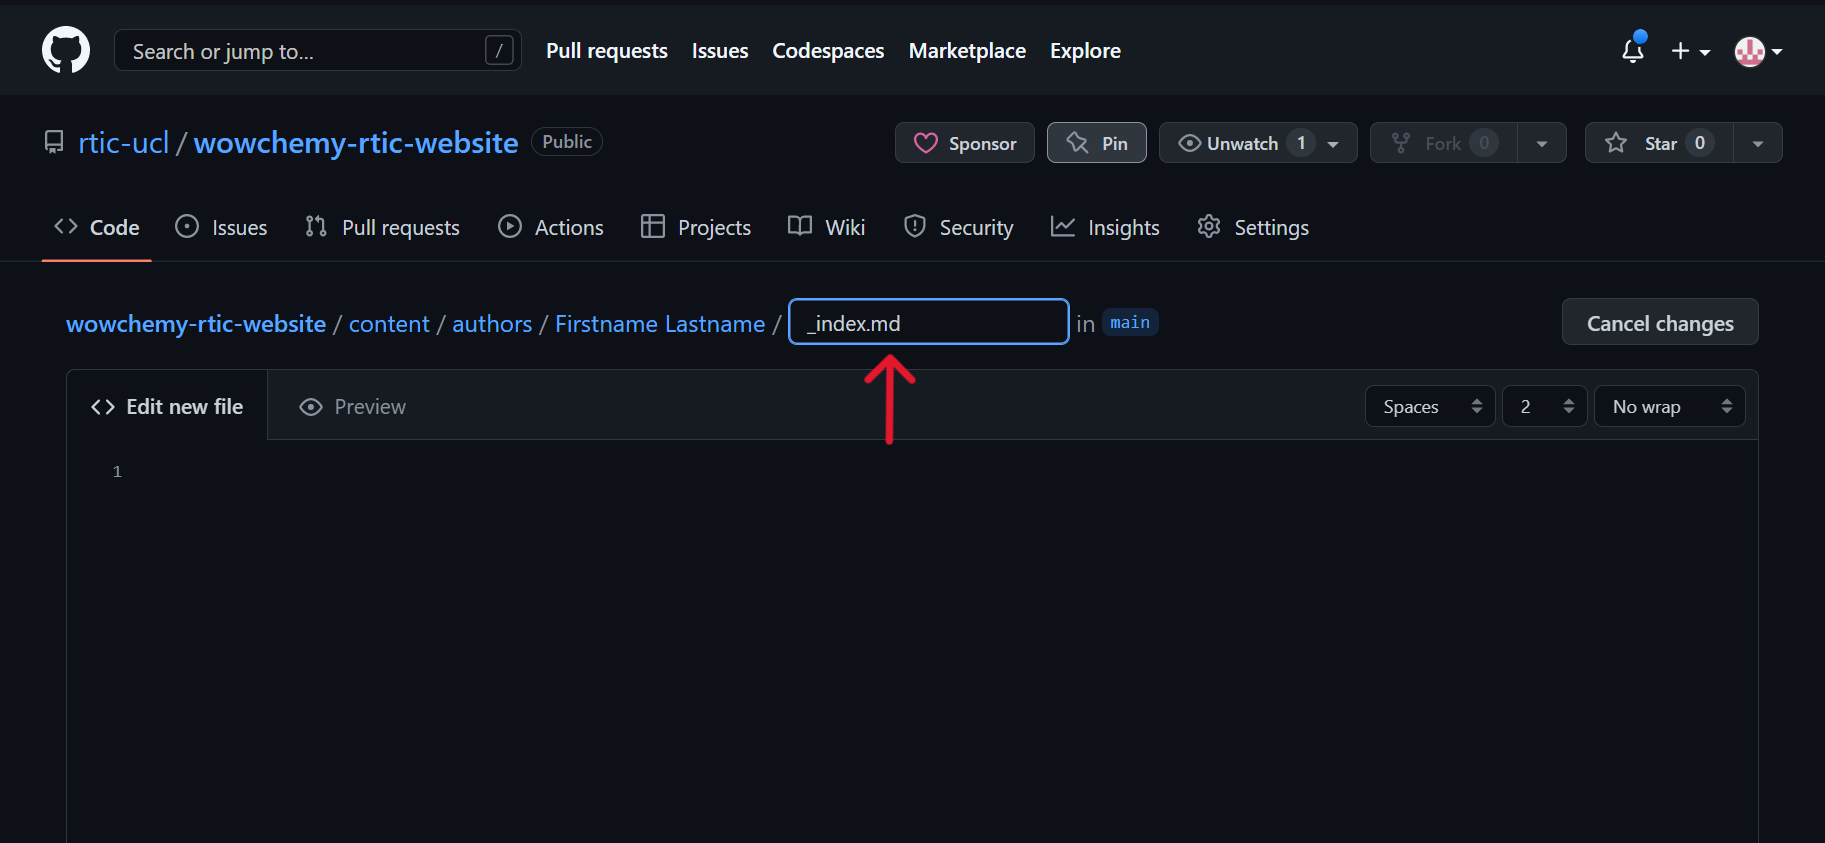 Search or jump to... / Pull requests Issues Codespaces Marketplace Explore
rtic-ucl / wowchemy-rtic-website Public Sponsor Pin Unwatch 1 Fork 0 Star 0
Code Issues Pull requests Actions Projects Wiki Security Insights Settings
wowchemy-rtic-website / content / authors / Firstname Lastname / _index.md in main Cancel changes
Edit new file Preview Spaces 2 No wrap
1